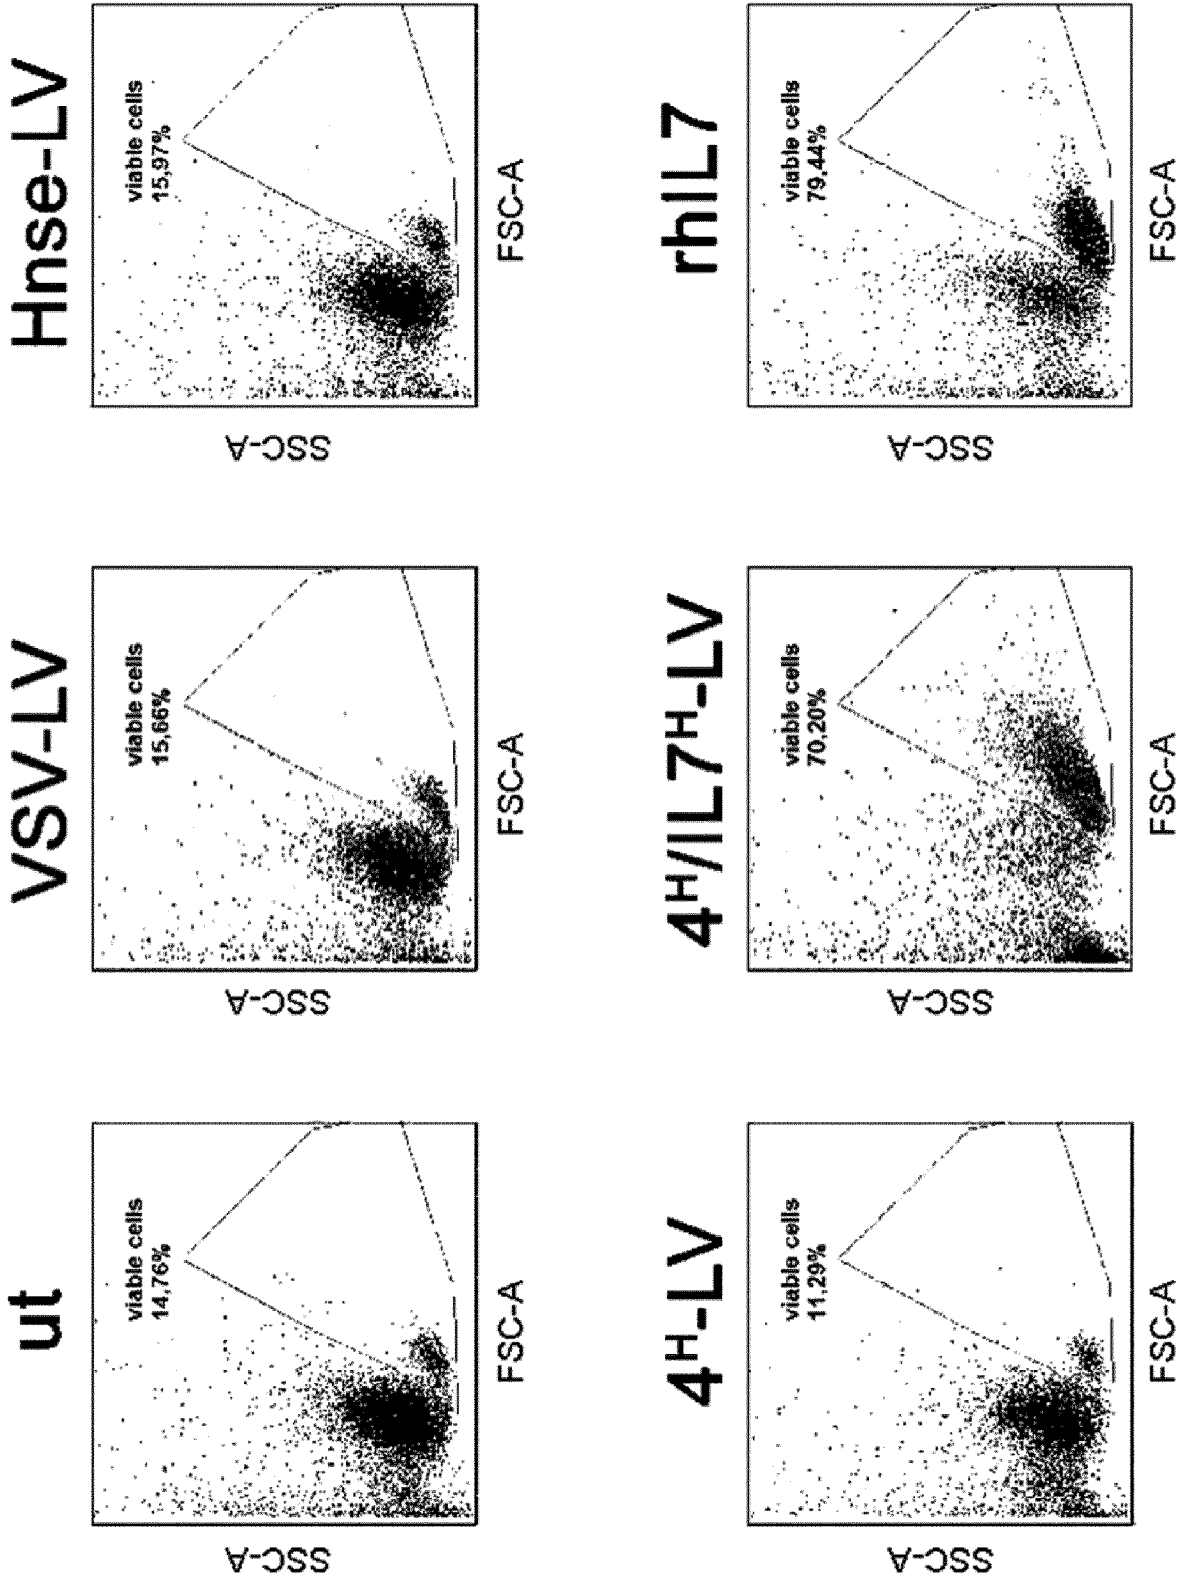 ut
viable cells
14,76%
SSC-A
FSC-A
VSV-LV
viable cells
15,66%
SSC-A
FSC-A
Hnse-LV
viable cells
15,97%
SSC-A
FSC-A
4ᴴ-LV
viable cells
11,29%
SSC-A
FSC-A
4ᴴ/IL7ᴴ-LV
viable cells
70,20%
SSC-A
FSC-A
rhIL7
viable cells
79,44%
SSC-A
FSC-A